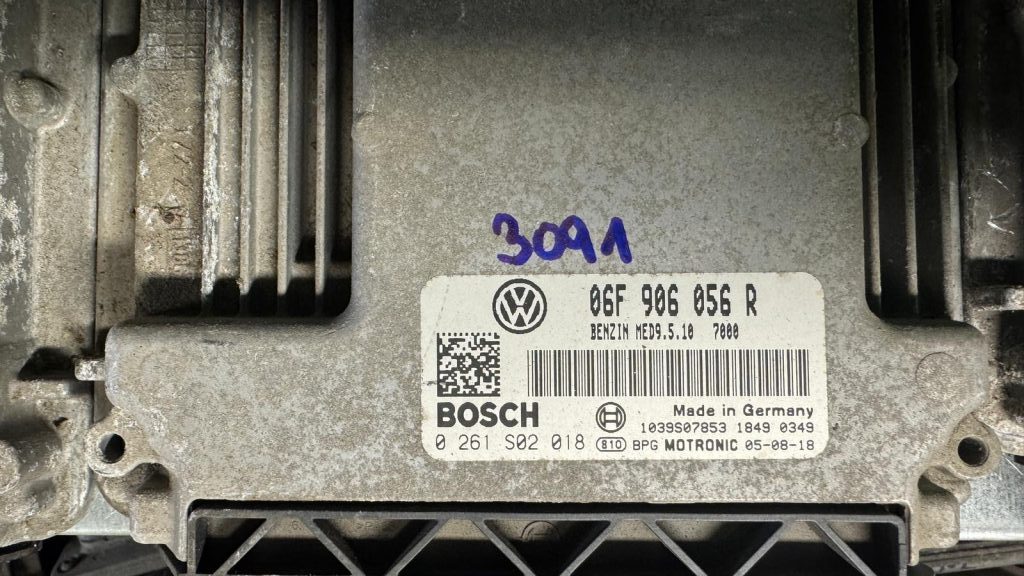 3091
06F 906 056 R
BENZIN MED9.5.10 7000
BOSCH
Made in Germany
1039S07853 1849 0349
0 261 S02 018 810 BPG MOTRONIC 05-08-18